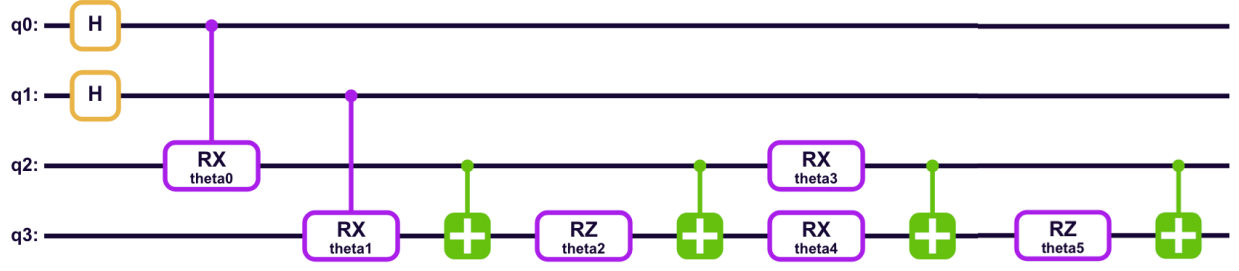 q0: H
q1: H
q2: RX RX
theta0 theta3
q3: RX RZ RX RZ
theta1 theta2 theta4 theta5